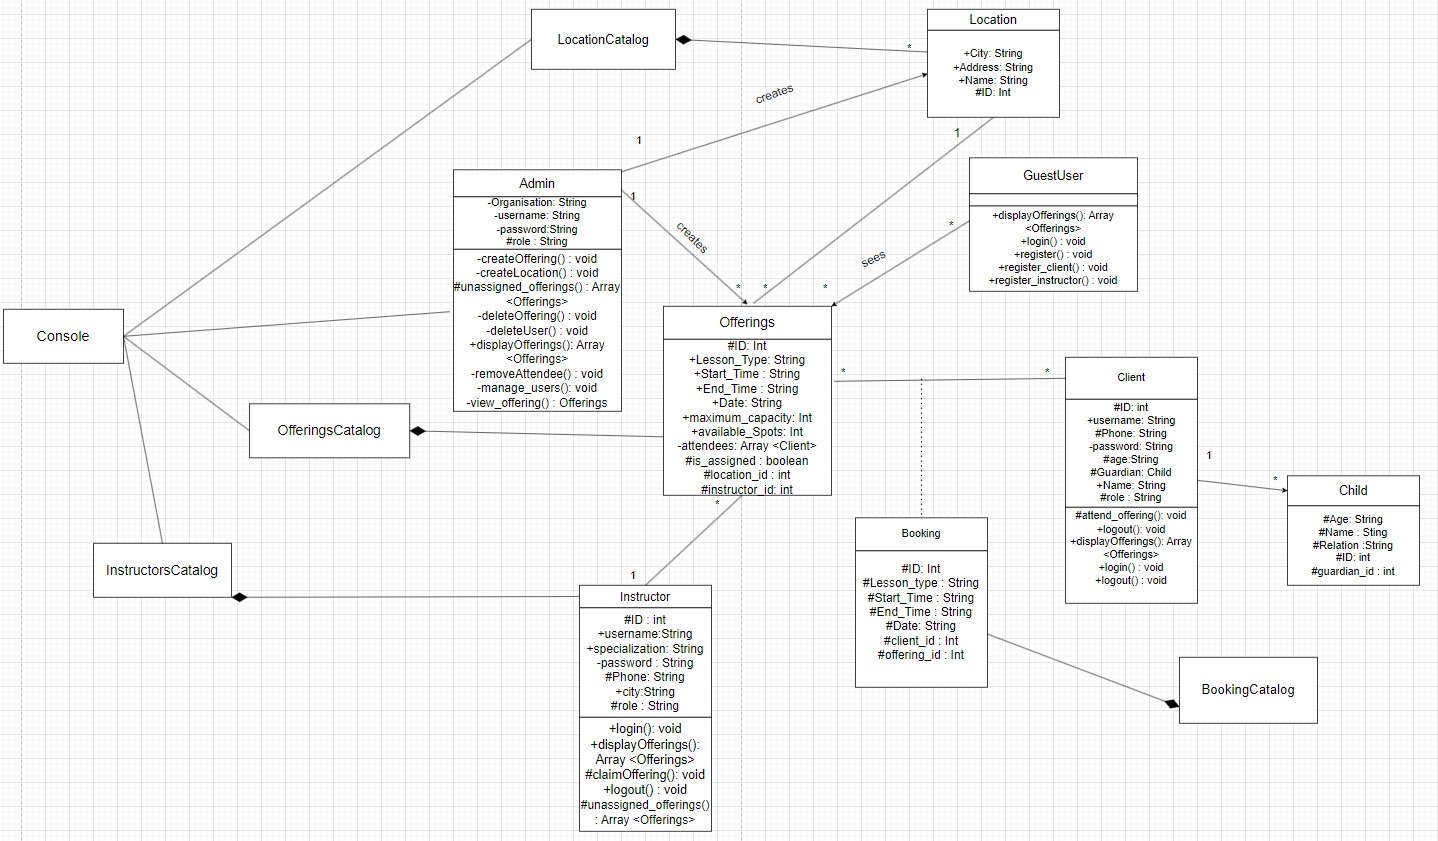 LocationCatalog
*
Location
+City: String
+Address: String
+Name: String
#ID: Int
creates
1
1
Admin
-Organisation: String
-username: String
-password:String
#role : String
-createOffering() : void
-createLocation() : void
#unassigned_offerings() : Array
<Offerings>
-deleteOffering() : void
-deleteUser() : void
+displayOfferings(): Array
<Offerings>
-removeAttendee() : void
-manage_users(): void
-view_offering() : Offerings
1
creates
*
*
*
GuestUser
+displayOfferings(): Array
<Offerings>
+login() : void
+register() : void
+register_client() : void
+register_instructor() : void
*
sees
Console
Offerings
#ID: Int
+Lesson_Type: String
+Start_Time : String
+End_Time : String
+Date: String
+maximum_capacity: Int
+available_Spots: Int
-attendees: Array <Client>
#is_assigned : boolean
#location_id : int
#instructor_id: int
*
*
*
Client
#ID: int
+username: String
#Phone: String
-password: String
#age:String
#Guardian: Child
+Name: String
#role : String
#attend_offering(): void
+logout(): void
+displayOfferings(): Array
<Offerings>
+login() : void
+logout() : void
1
*
Child
#Age: String
#Name : Sting
#Relation :String
#ID: int
#guardian_id : int
OfferingsCatalog
InstructorsCatalog
1
Instructor
#ID : int
+username:String
+specialization: String
-password : String
#Phone: String
+city:String
#role : String
+login(): void
+displayOfferings():
Array <Offerings>
#claimOffering(): void
+logout() : void
#unassigned_offerings()
: Array <Offerings>
Booking
#ID: Int
#Lesson_type : String
#Start_Time : String
#End_Time : String
#Date: String
#client_id : Int
#offering_id : Int
BookingCatalog